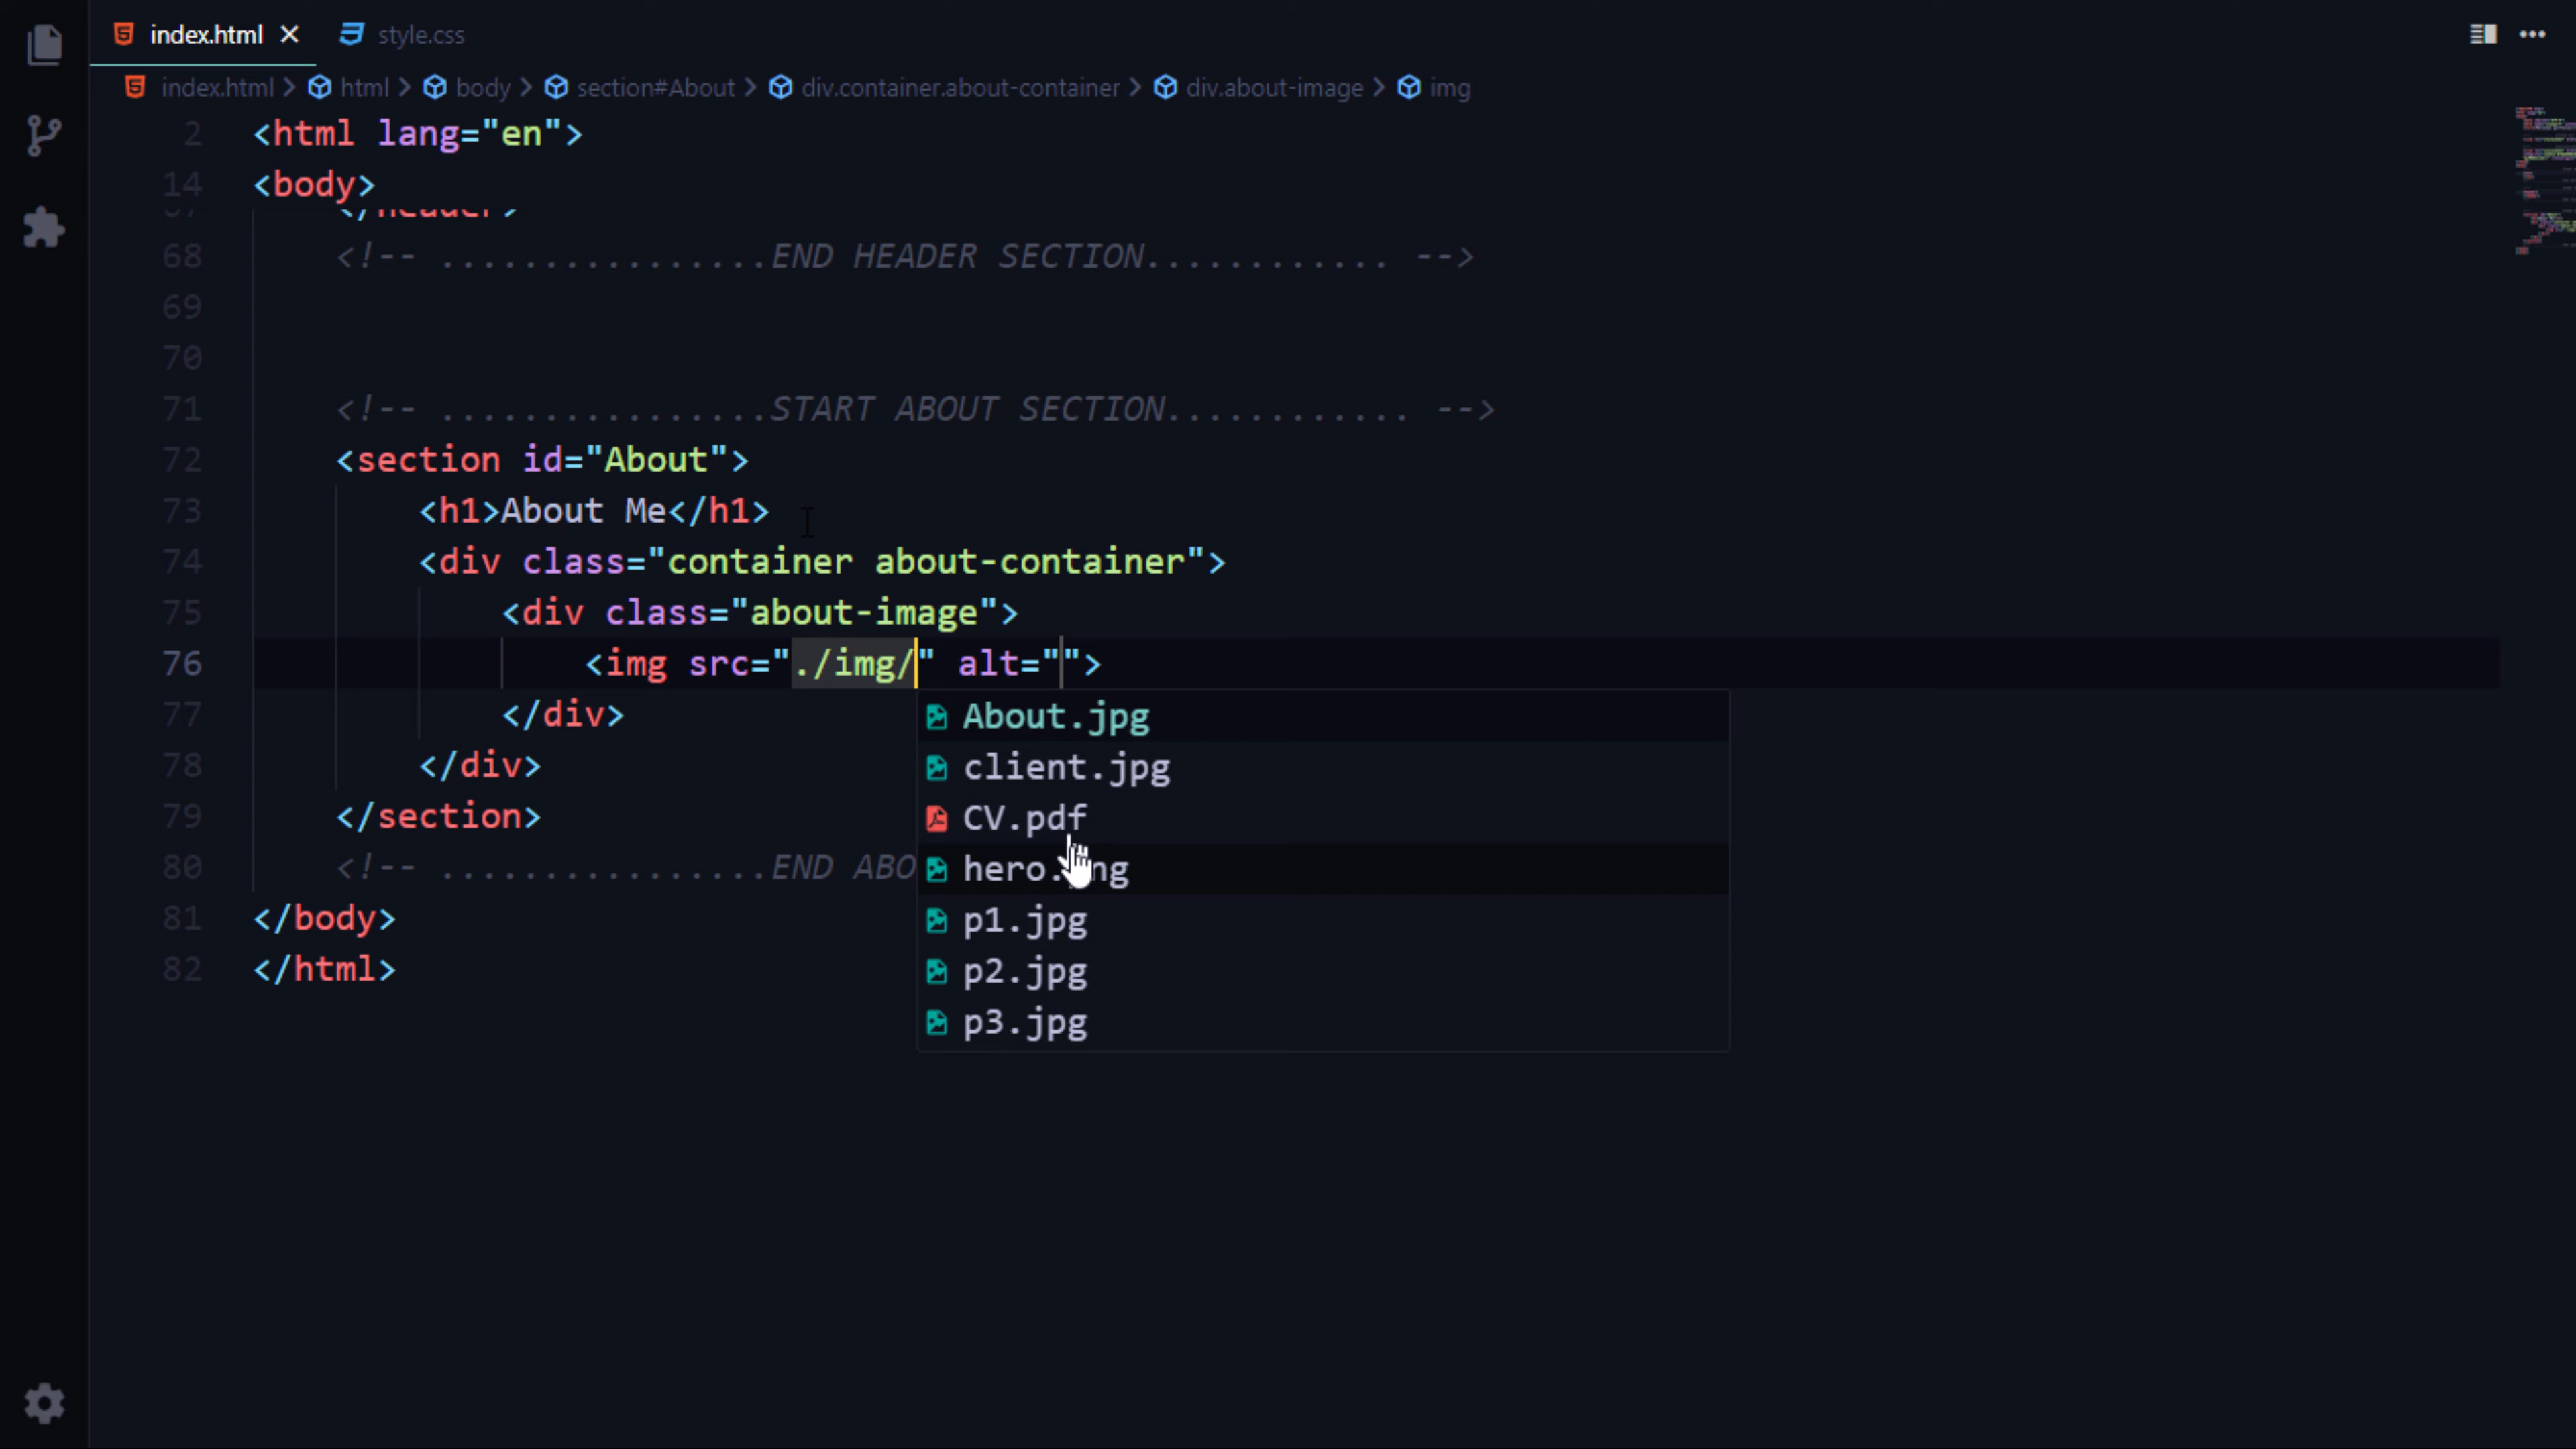 index.html
style.css
index.html > html > body > section#About > div.container.about-container > div.about-image > img
2 <html lang="en">
14 <body>
67 </header>
68 <!-- ................END HEADER SECTION............ -->
69
70
71 <!-- ................START ABOUT SECTION............ -->
72 <section id="About">
73 <h1>About Me</h1>
74 <div class="container about-container">
75 <div class="about-image">
76 <img src="./img/" alt="">
77 </div>
78 </div>
79 </section>
80 <!-- ................END ABO
81 </body>
82 </html>
About.jpg
client.jpg
CV.pdf
hero.png
p1.jpg
p2.jpg
p3.jpg